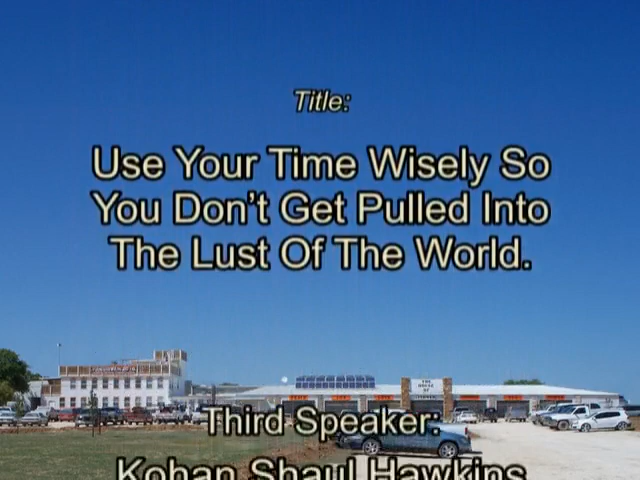 Title:
Use Your Time Wisely So
You Don't Get Pulled Into
The Lust Of The World.
Third Speaker:
Kohan Shaul Hawkins